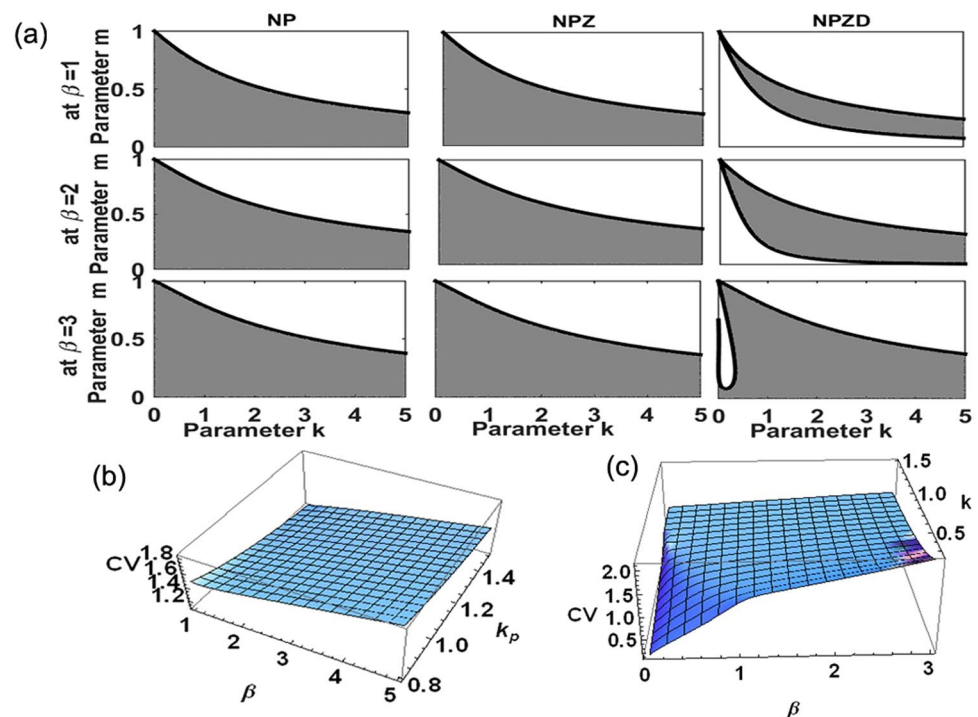 (a)
NP NPZ NPZD
at β=1
Parameter m
1
0.5
0
at β=2
Parameter m
1
0.5
0
at β=3
Parameter m
1
0.5
0
0 1 2 3 4 5
0 1 2 3 4 5
0 1 2 3 4 5
Parameter k
Parameter k
Parameter k
(b)
CV
1.8
1.6
1.4
1.2
1 2 3 4 5
β
0.8 1.0 1.2 1.4
kp
(c)
CV
2.0
1.5
1.0
0.5
0 1 2 3
β
1.5
1.0
0.5
k